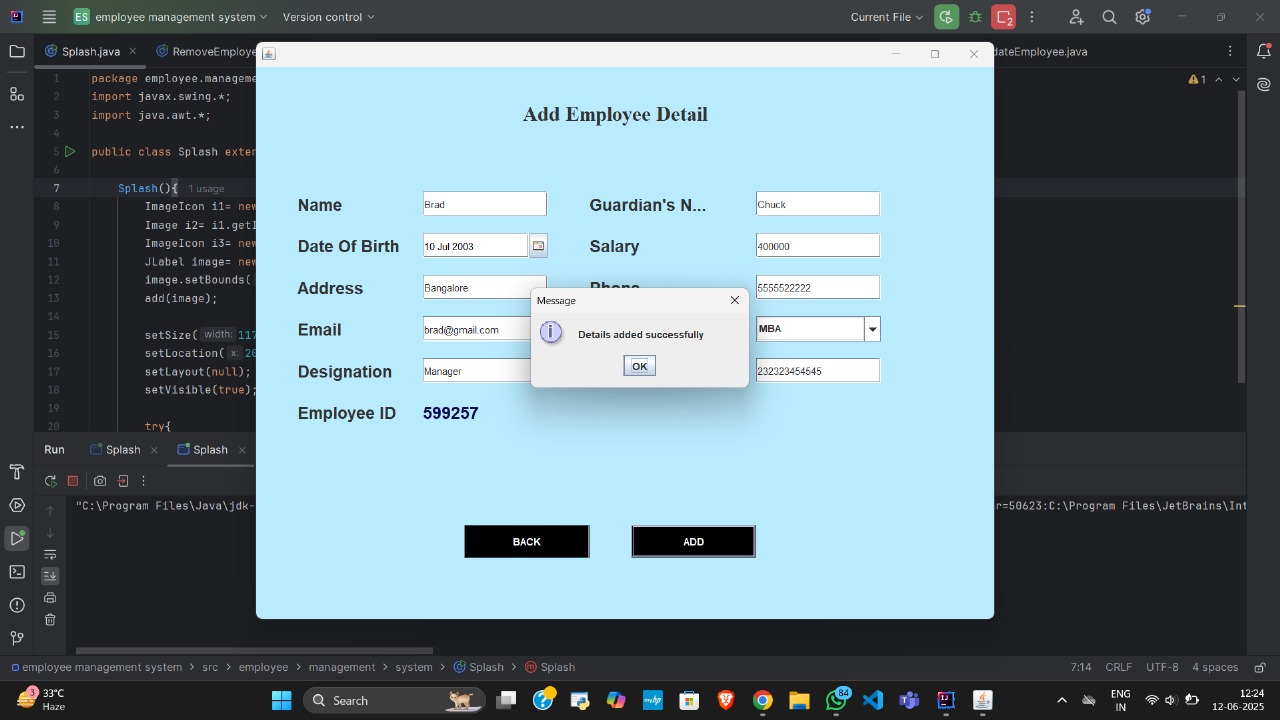 ES employee management system Version control Current File 2
Splash.java RemoveEmploye dateEmployee.java
1 package employee.manageme
2 import javax.swing.*;
3 import java.awt.*;
4
5 public class Splash exter
6
7 Splash(){ 1 usage
8 ImageIcon i1= new
9 Image i2= i1.getI
10 ImageIcon i3= new
11 JLabel image= new
12 image.setBounds(
13 add(image);
14
15 setSize( width: 117
16 setLocation( x: 20
17 setLayout(null);
18 setVisible(true);
19
20 try{
1
Add Employee Detail
Name Brad Guardian's N... Chuck
Date Of Birth 10 Jul 2003 Salary 400000
Address Bangalore Phone 5555522222
Email brad@gmail.com MBA
Designation Manager 232323454545
Employee ID 599257
Message
Details added successfully
OK
BACK ADD
Run Splash Splash
"C:\Program Files\Java\jdk- r=50623:C:\Program Files\JetBrains\Int
employee management system > src > employee > management > system > Splash > Splash 7:14 CRLF UTF-8 4 spaces
3 33°C
Haze
Search
84
ENG
IN
12:24
12-06-2025